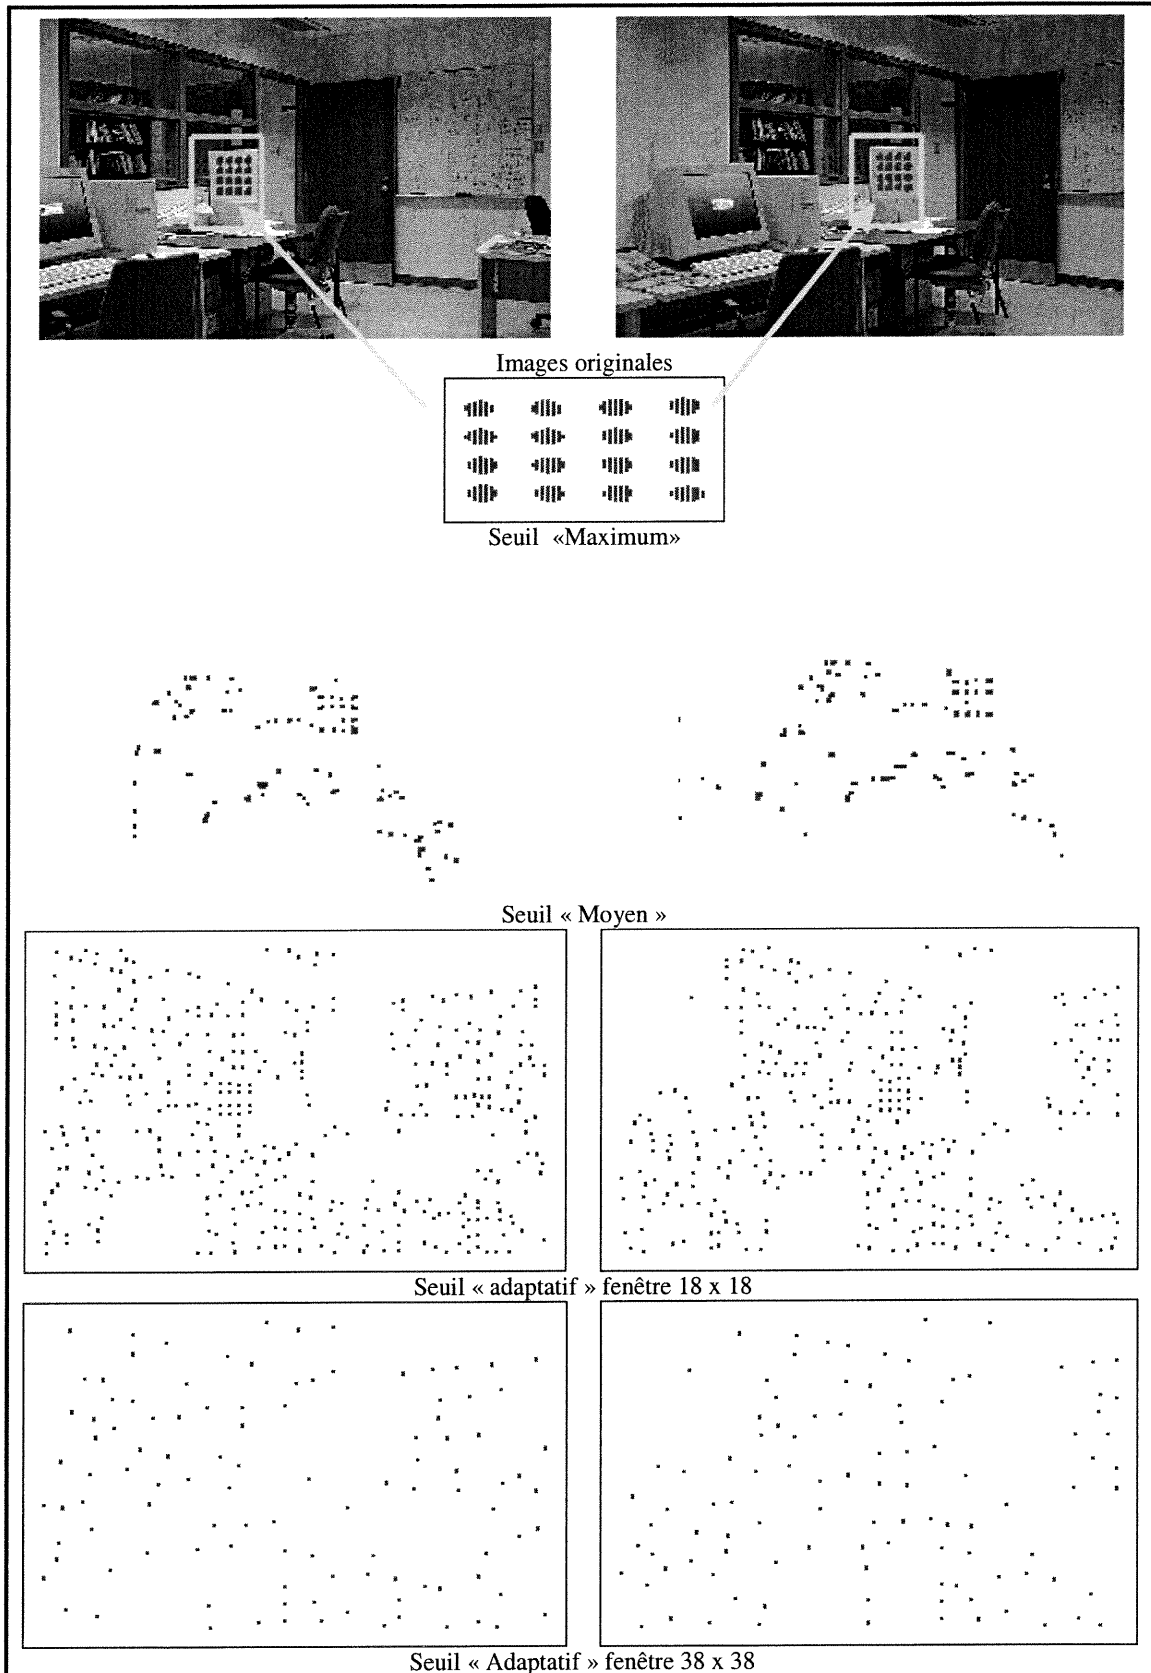 Images originales
Seuil «Maximum»
Seuil « Moyen »
Seuil « adaptatif » fenêtre 18 x 18
Seuil « Adaptatif » fenêtre 38 x 38